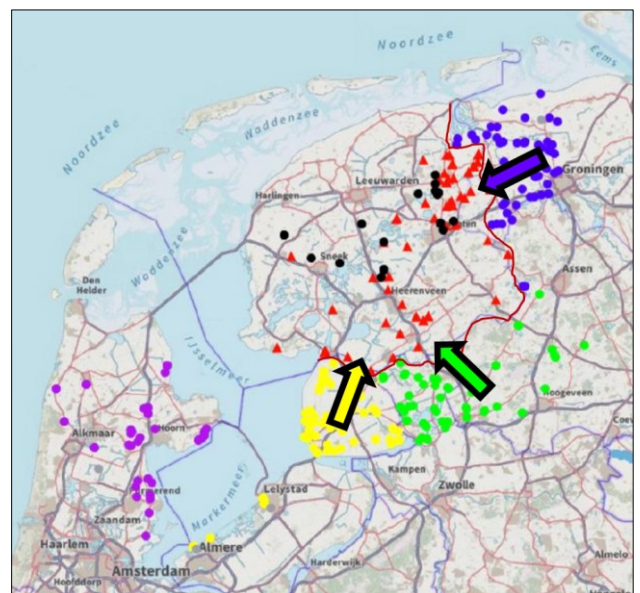 Noordzee
Eems
Noordzee
Waddenzee
Groningen
Leeuwarden
Harlingen
Waddenzee
Sneek
Assen
Den
Helder
Heerenveen
IJsselmeer
Hoogeveen
Alkmaar
Hoorn
Kampen
Zwolle
Lelystad
Markermeer
Zaandam
Haarlem
Almere
Harderwijk
Almelo
Amsterdam
Hoofddorp